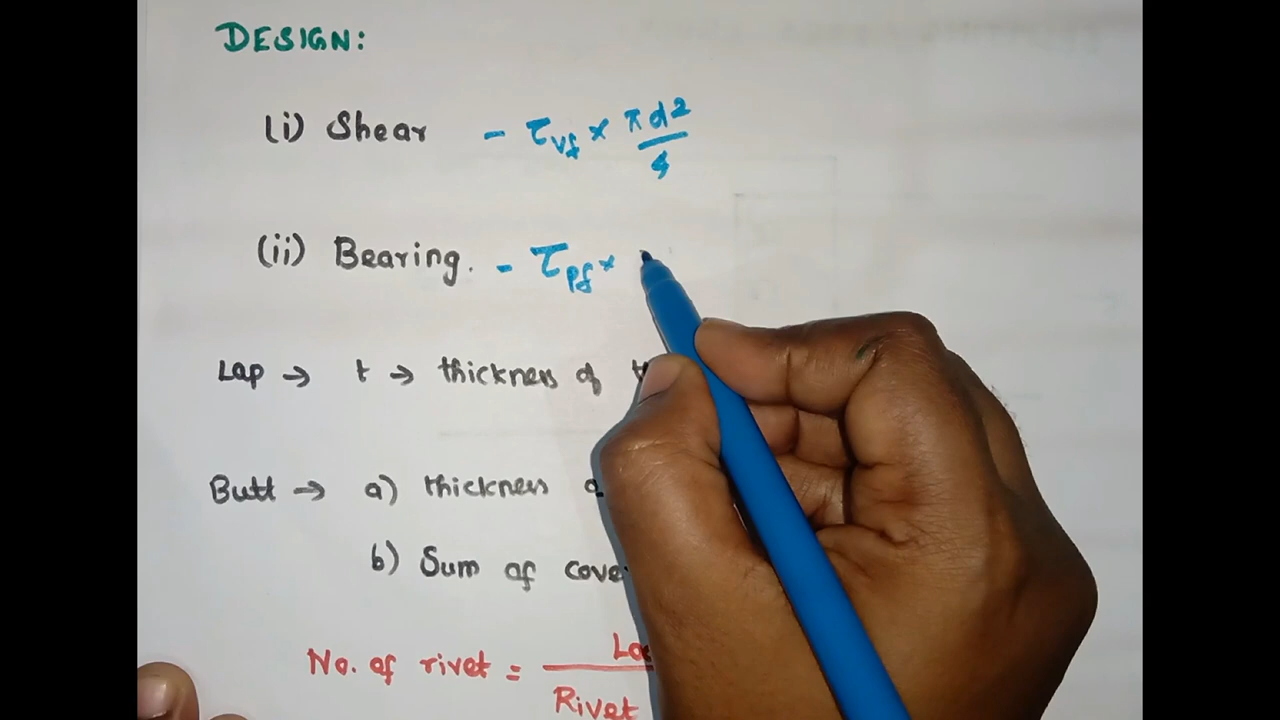 DESIGN:
(i) Shear - τvf × πd²/4
(ii) Bearing. - τpf ×
Lap → t → thickness of
Butt → a) thickness
b) Sum of cove
No. of rivet = Loa
Rivet